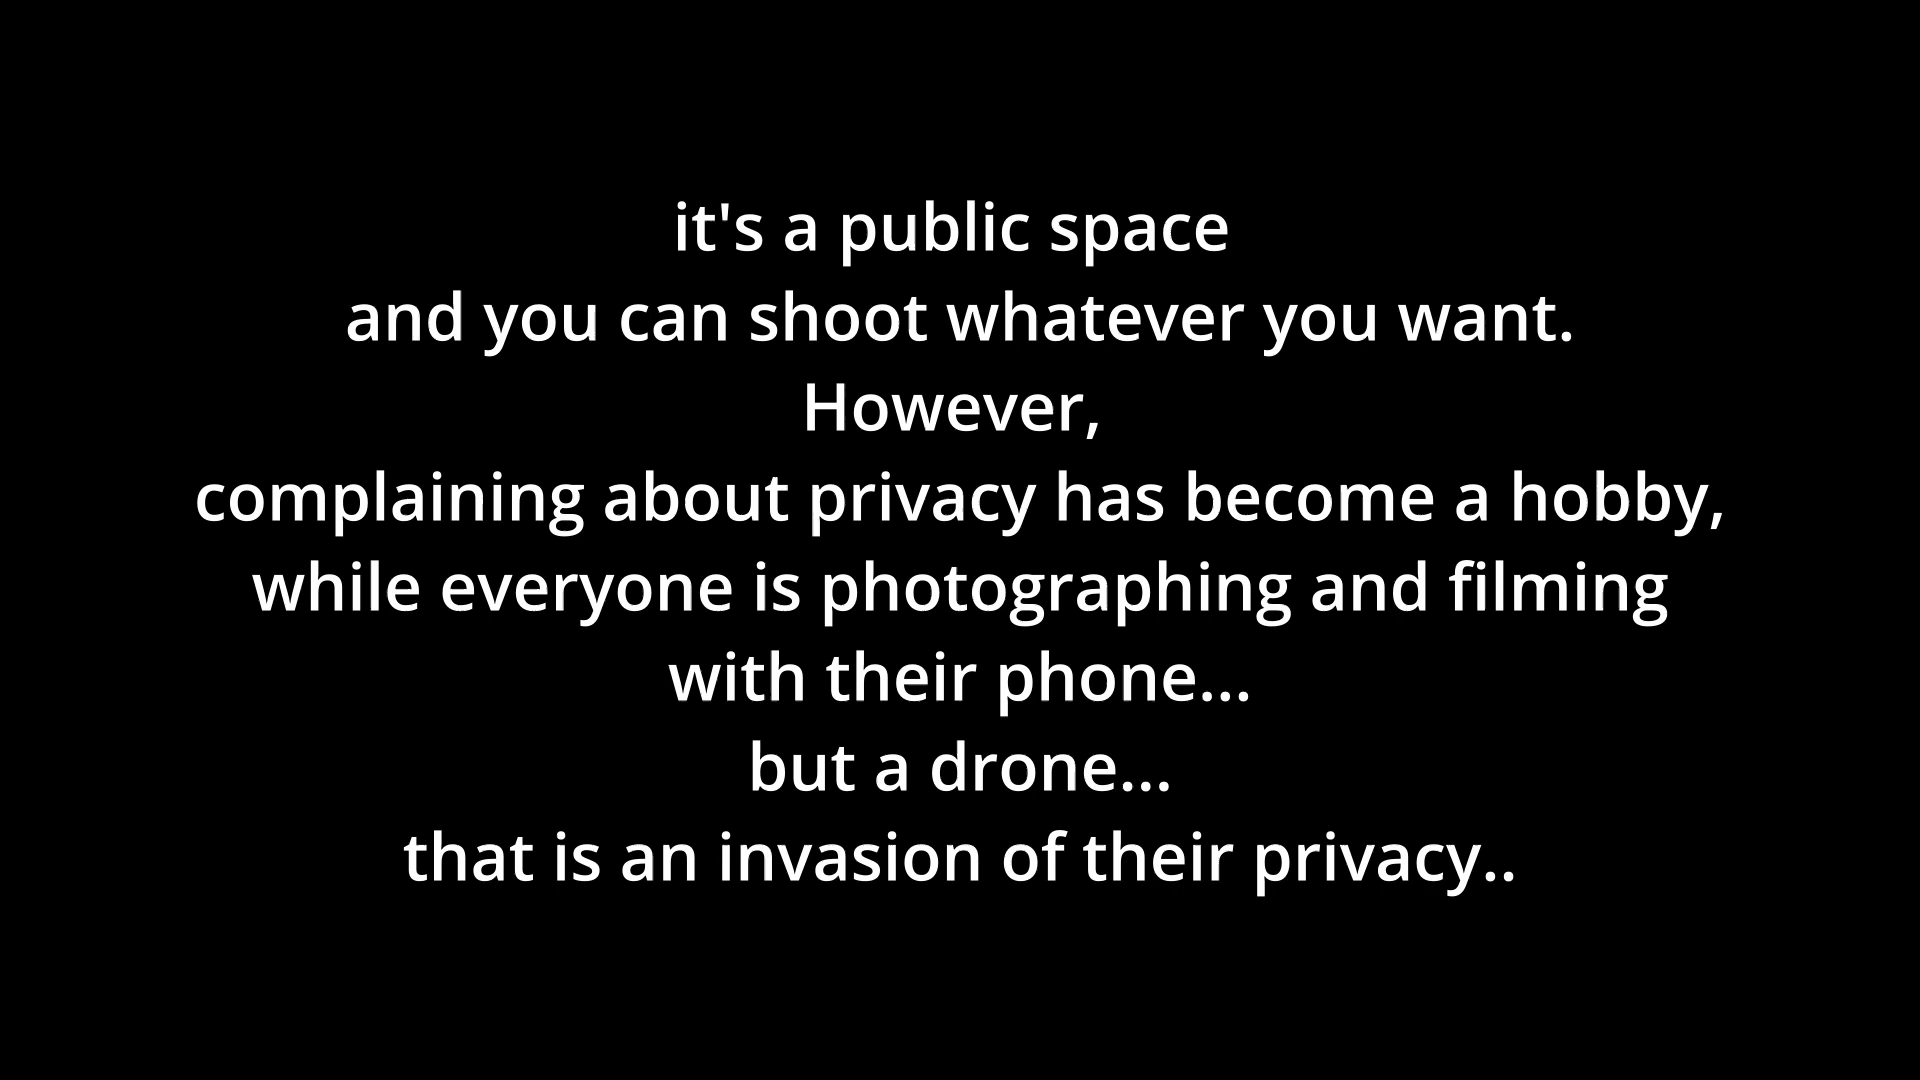 it's a public space
and you can shoot whatever you want.
However,
complaining about privacy has become a hobby,
while everyone is photographing and filming
with their phone...
but a drone...
that is an invasion of their privacy..